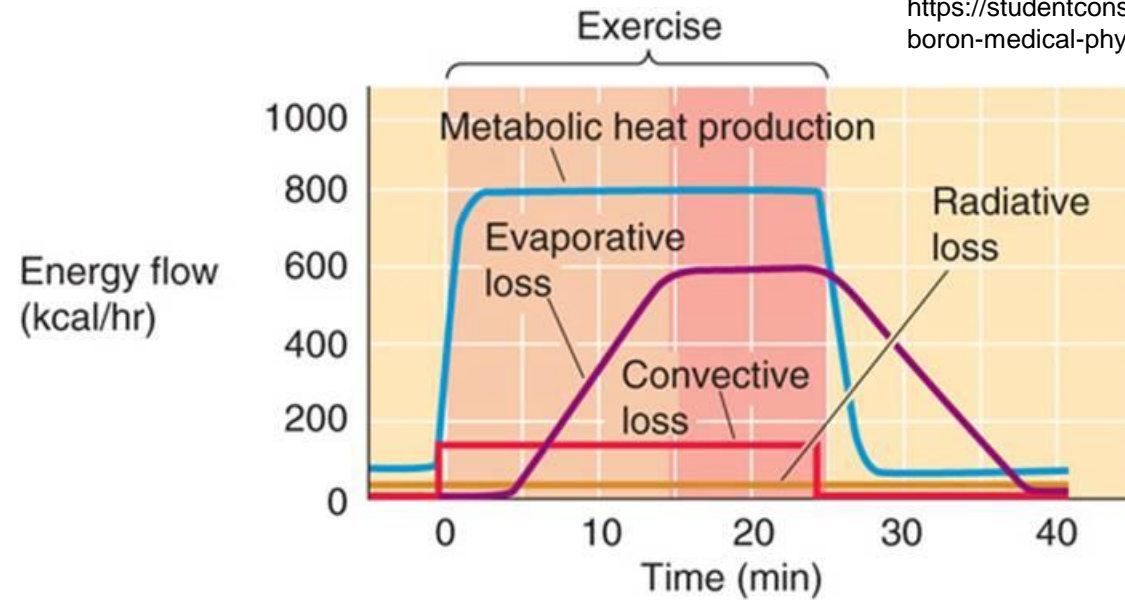 https://studentcons
boron-medical-phy
Exercise
1000
800
600
400
200
0
Energy flow
(kcal/hr)
Metabolic heat production
Evaporative
loss
Convective
loss
Radiative
loss
0 10 20 30 40
Time (min)